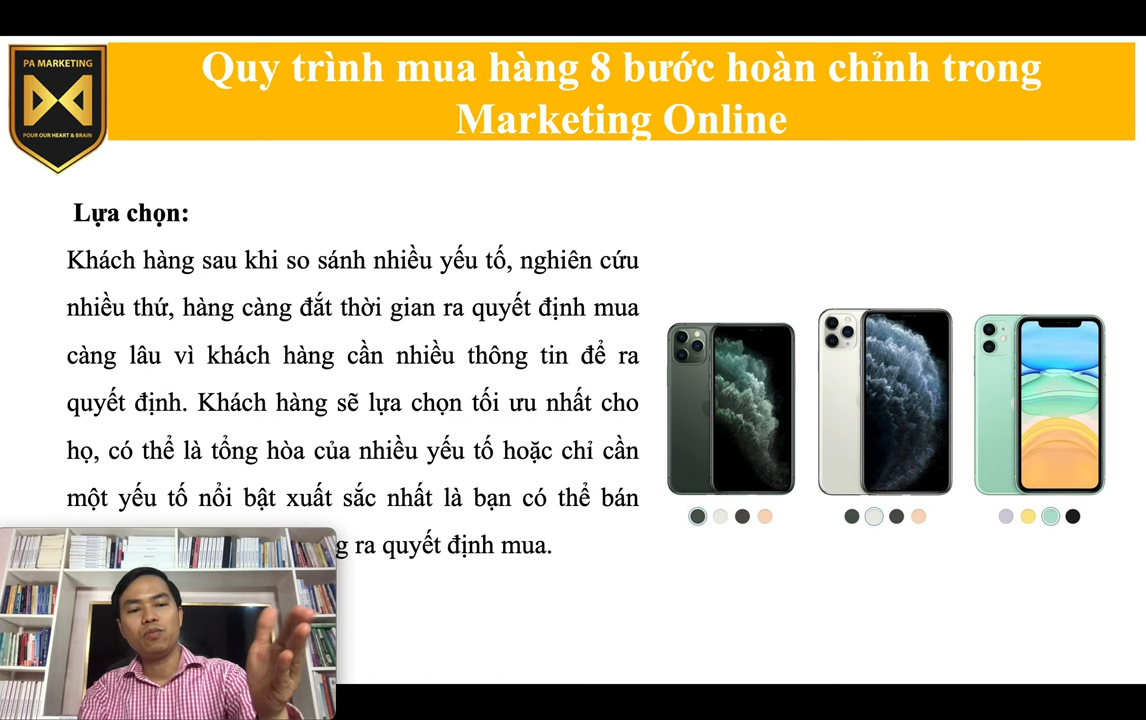 PA MARKETING
POUR OUR HEART & BRAIN
Quy trình mua hàng 8 bước hoàn chỉnh trong
Marketing Online
Lựa chọn:
Khách hàng sau khi so sánh nhiều yếu tố, nghiên cứu
nhiều thứ, hàng càng đắt thời gian ra quyết định mua
càng lâu vì khách hàng cần nhiều thông tin để ra
quyết định. Khách hàng sẽ lựa chọn tối ưu nhất cho
họ, có thể là tổng hòa của nhiều yếu tố hoặc chỉ cần
một yếu tố nổi bật xuất sắc nhất là bạn có thể bán
g ra quyết định mua.